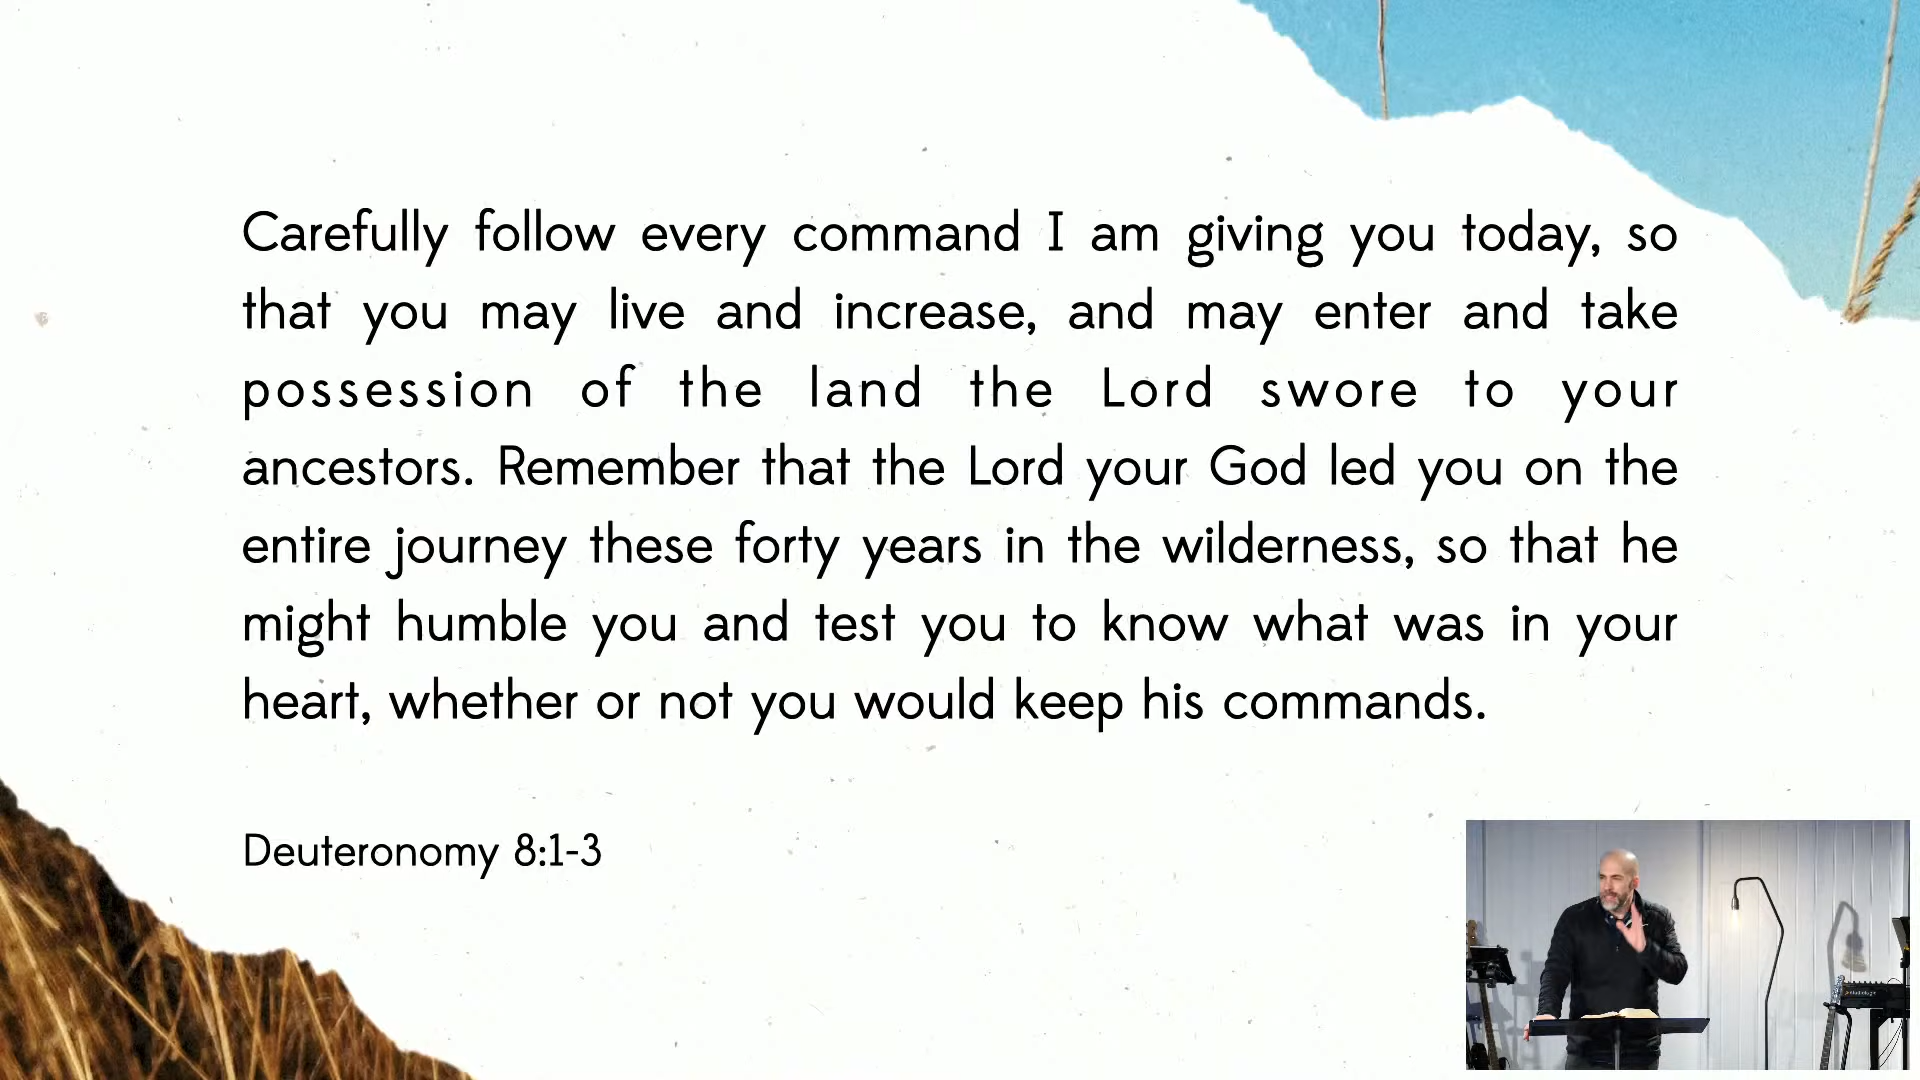 Carefully follow every command I am giving you today, so
that you may live and increase, and may enter and take
possession of the land the Lord swore to your
ancestors. Remember that the Lord your God led you on the
entire journey these forty years in the wilderness, so that he
might humble you and test you to know what was in your
heart, whether or not you would keep his commands.
Deuteronomy 8:1-3